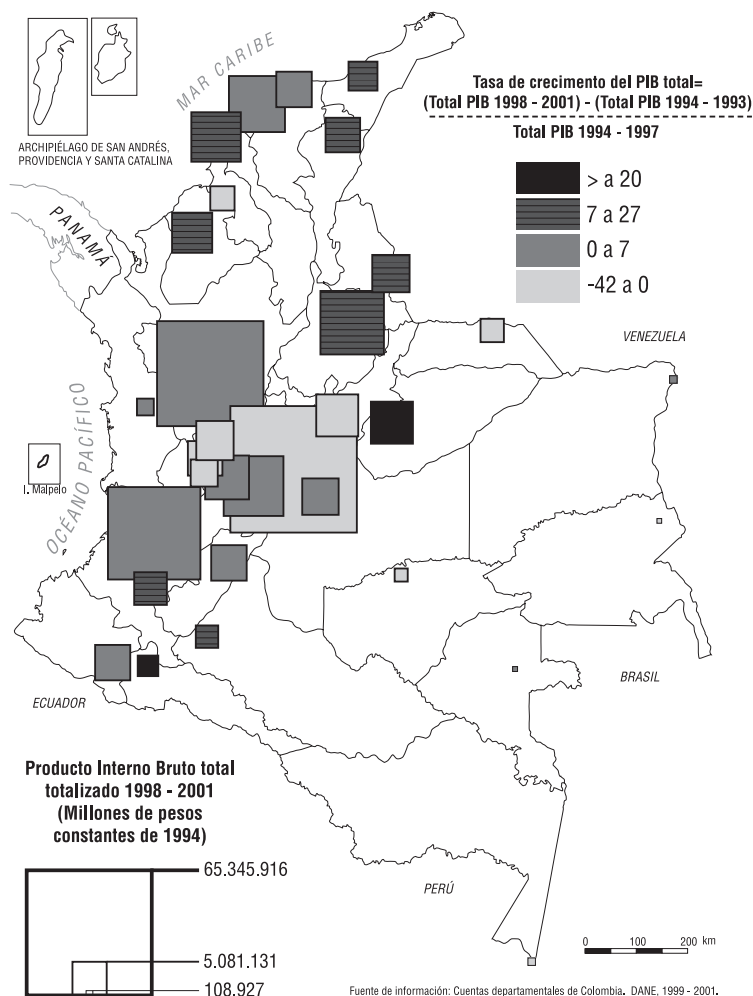 MAR CARIBE
ARCHIPIÉLAGO DE SAN ANDRÉS,
PROVIDENCIA Y SANTA CATALINA
Tasa de crecimento del PIB total=
(Total PIB 1998 - 2001) - (Total PIB 1994 - 1993)
Total PIB 1994 - 1997
> a 20
7 a 27
0 a 7
-42 a 0
PANAMÁ
VENEZUELA
OCÉANO PACÍFICO
I. Malpelo
ECUADOR
BRASIL
PERÚ
Producto Interno Bruto total
totalizado 1998 - 2001
(Millones de pesos
constantes de 1994)
65.345.916
5.081.131
108.927
0 100 200 km
Fuente de información: Cuentas departamentales de Colombia. DANE, 1999 - 2001.